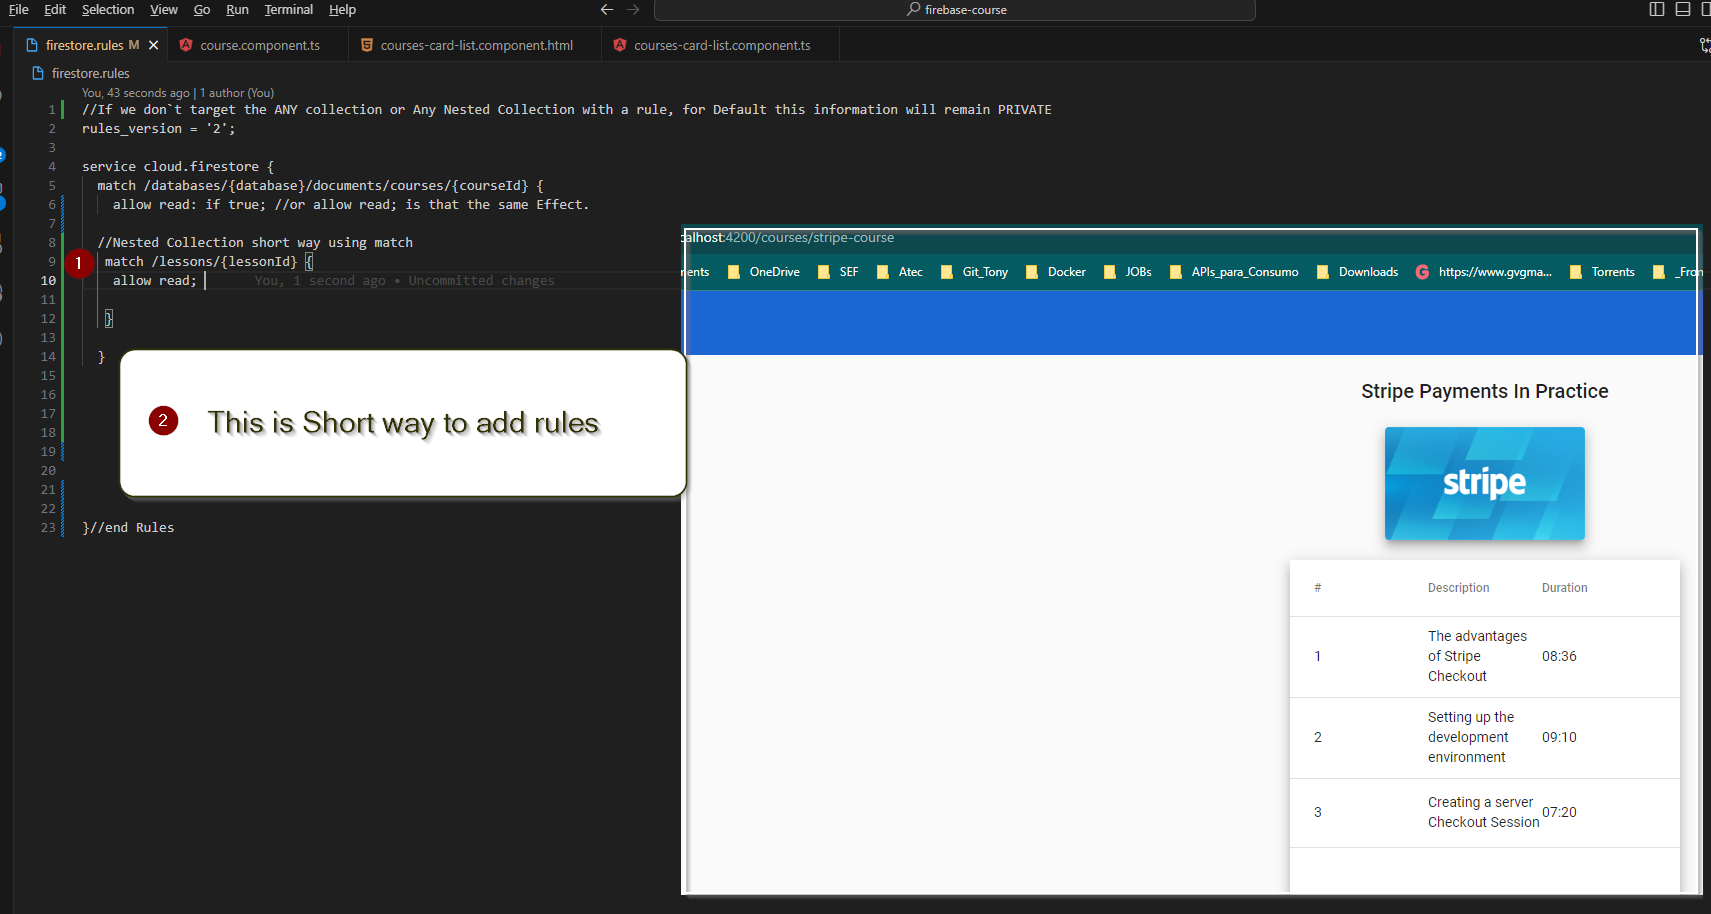 File Edit Selection View Go Run Terminal Help
firebase-course
firestore.rules M
course.component.ts
courses-card-list.component.html
courses-card-list.component.ts
firestore.rules
You, 43 seconds ago | 1 author (You)
1 //If we don`t target the ANY collection or Any Nested Collection with a rule, for Default this information will remain PRIVATE
2 rules_version = '2';
3
4 service cloud.firestore {
5 match /databases/{database}/documents/courses/{courseId} {
6 allow read: if true; //or allow read; is that the same Effect.
7
8 //Nested Collection short way using match
1
9 match /lessons/{lessonId} {
10 allow read; You, 1 second ago • Uncommitted changes
11
12 }
13
14 }
15
16
17
18
19
20
21
22
23 }//end Rules
2 This is Short way to add rules
calhost:4200/courses/stripe-course
ments OneDrive SEF Atec Git_Tony Docker JOBs APIs_para_Consumo Downloads G https://www.gvgma... Torrents _Fron
Stripe Payments In Practice
stripe
# Description Duration
1 The advantages of Stripe Checkout 08:36
2 Setting up the development environment 09:10
3 Creating a server Checkout Session 07:20